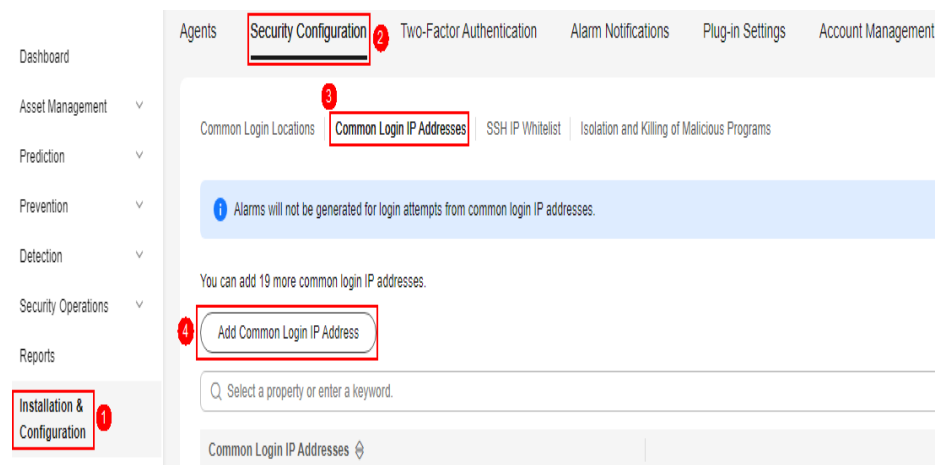 Agents Security Configuration 2 Two-Factor Authentication Alarm Notifications Plug-in Settings Account Management
Dashboard
Asset Management
Prediction
Prevention
Detection
Security Operations
Reports
Installation &
Configuration
1
3
Common Login Locations Common Login IP Addresses SSH IP Whitelist Isolation and Killing of Malicious Programs
Alarms will not be generated for login attempts from common login IP addresses.
You can add 19 more common login IP addresses.
4 Add Common Login IP Address
Select a property or enter a keyword.
Common Login IP Addresses